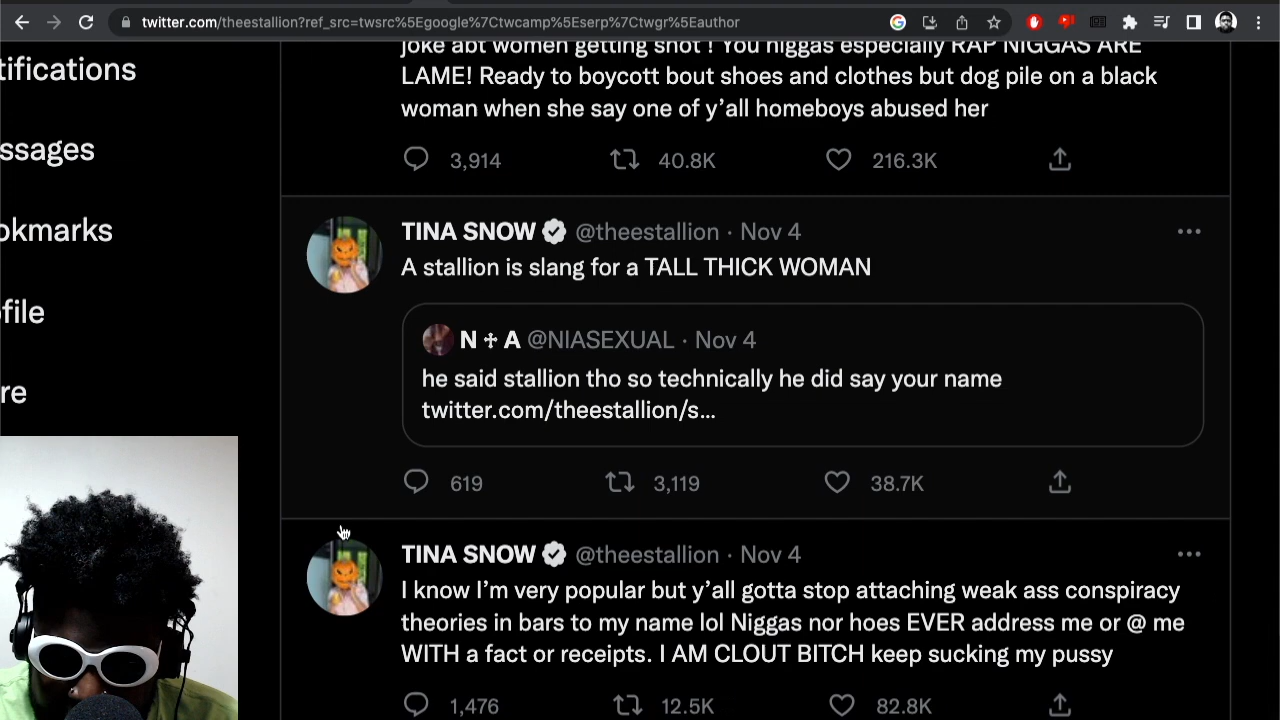 twitter.com/theestallion?ref_src=twsrc%5Egoogle%7Ctwcamp%5Eserp%7Ctwgr%5Eauthor
tifications
ssages
okmarks
ofile
re
joke abt women getting shot ! You niggas especially RAP NIGGAS ARE
LAME! Ready to boycott bout shoes and clothes but dog pile on a black
woman when she say one of y’all homeboys abused her
3,914 40.8K 216.3K
TINA SNOW @theestallion · Nov 4
A stallion is slang for a TALL THICK WOMAN
N ☩ A @NIASEXUAL · Nov 4
he said stallion tho so technically he did say your name
twitter.com/theestallion/s…
619 3,119 38.7K
TINA SNOW @theestallion · Nov 4
I know I’m very popular but y’all gotta stop attaching weak ass conspiracy
theories in bars to my name lol Niggas nor hoes EVER address me or @ me
WITH a fact or receipts. I AM CLOUT BITCH keep sucking my pussy
1,476 12.5K 82.8K